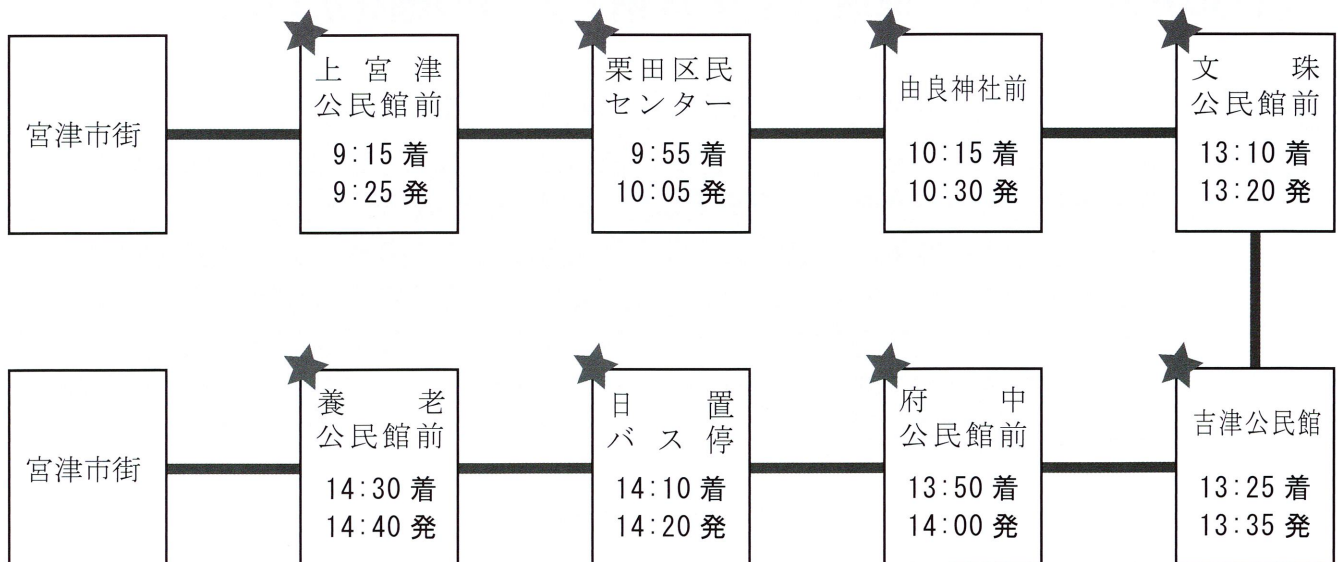 宮津市街
上宮津
公民館前
9:15 着
9:25 発
栗田区民
センター
9:55 着
10:05 発
由良神社前
10:15 着
10:30 発
文珠
公民館前
13:10 着
13:20 発
吉津公民館
13:25 着
13:35 発
府中
公民館前
13:50 着
14:00 発
日置
バス停
14:10 着
14:20 発
養老
公民館前
14:30 着
14:40 発
宮津市街